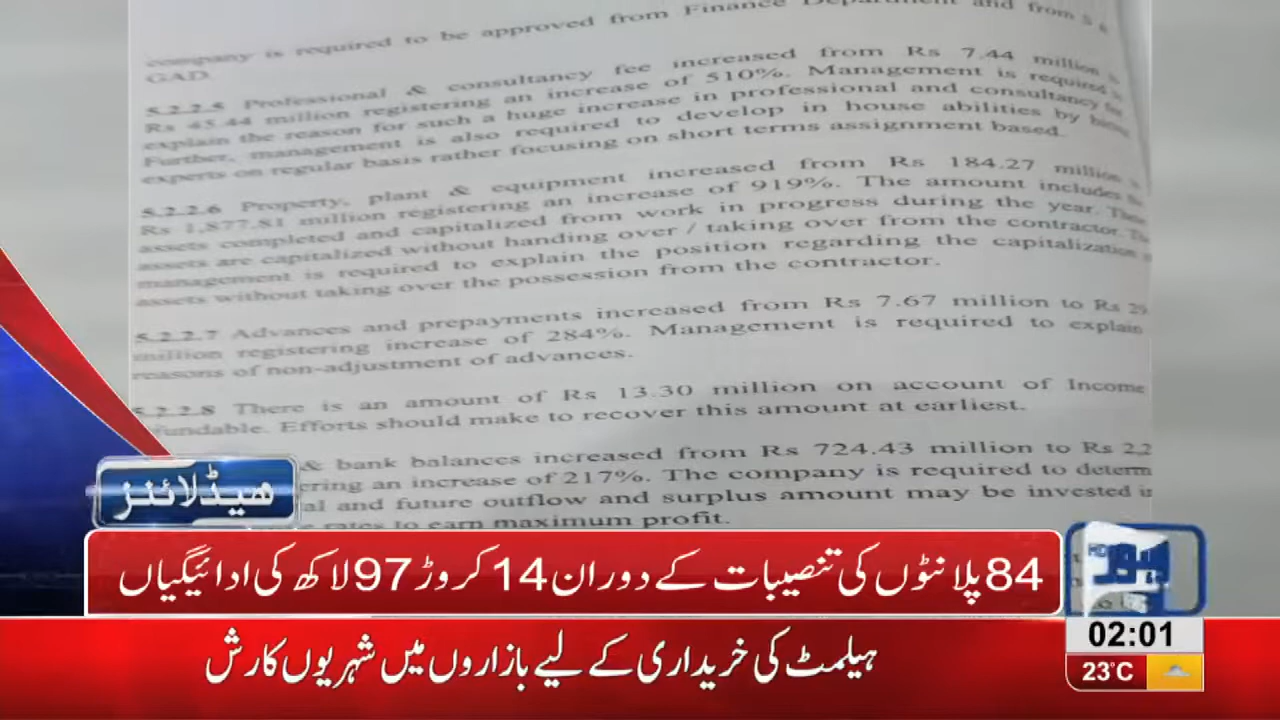 company is required to be approved from Finance Department and from S &
GAD.
5.2.2.5 Professional & consultancy fee increased from Rs 7.44 million
Rs 45.44 million registering an increase of 510%. Management is required
explain the reason for such a huge increase in professional and consultancy fee
Further, management is also required to develop in house abilities by hiring
experts on regular basis rather focusing on short terms assignment based.
5.2.2.6 Property, plant & equipment increased from Rs 184.27 million
Rs 1,877.81 million registering an increase of 919%. The amount includes
assets completed and capitalized from work in progress during the year. These
assets are capitalized without handing over / taking over from the contractor.
management is required to explain the position regarding the capitalization
assets without taking over the possession from the contractor.
5.2.2.7 Advances and prepayments increased from Rs 7.67 million to Rs 29
million registering increase of 284%. Management is required to explain
reasons of non-adjustment of advances.
5.2.2.8 There is an amount of Rs 13.30 million on account of Income
fundable. Efforts should make to recover this amount at earliest.
& bank balances increased from Rs 724.43 million to Rs 2,2
ering an increase of 217%. The company is required to determ
al and future outflow and surplus amount may be invested in
rates to earn maximum profit.
ہیڈلائنز
84 پلانٹوں کی تنصیبات کے دوران 14 کروڑ 97 لاکھ کی ادائیگیاں
HD
لاہور
02:01
ہیلمٹ کی خریداری کے لیے بازاروں میں شہریوں کا رش
23°C